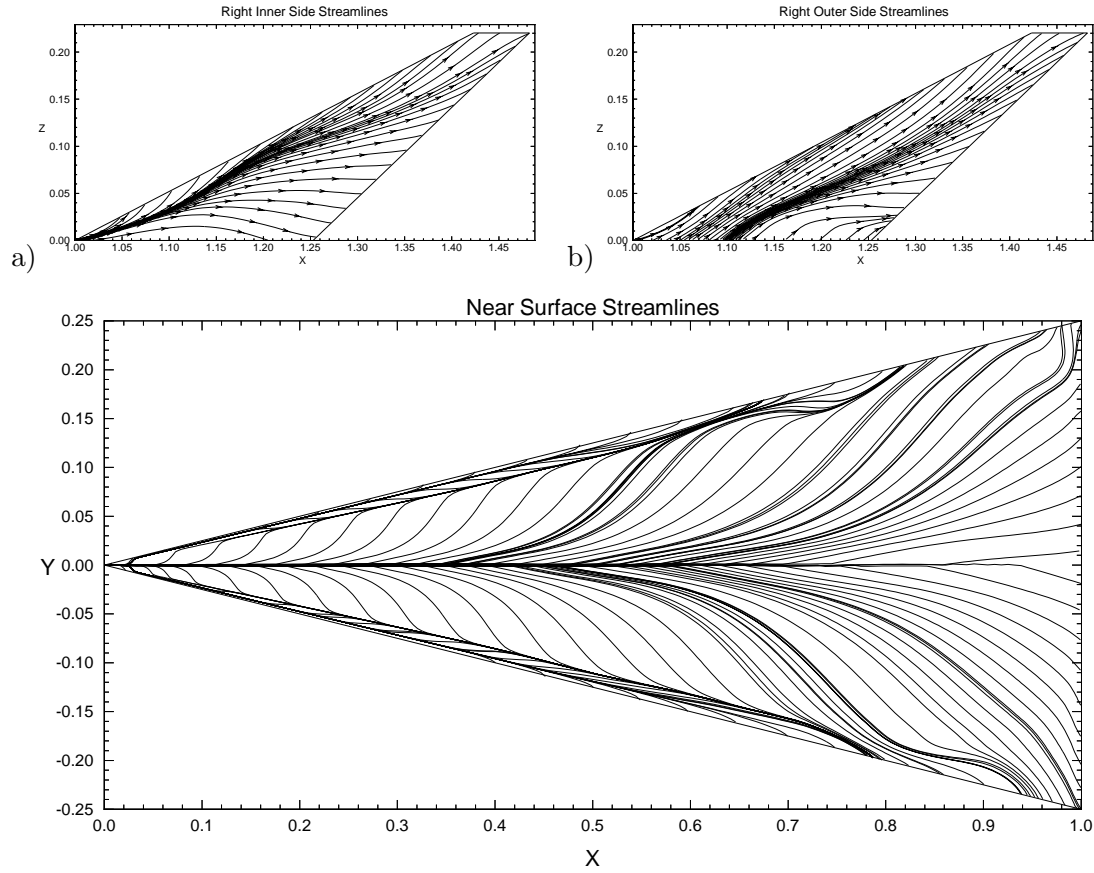 Right Inner Side Streamlines
0.20
0.15
Z
0.10
0.05
0.00
1.00 1.05 1.10 1.15 1.20 1.25 1.30 1.35 1.40 1.45
X
a)
Right Outer Side Streamlines
0.20
0.15
Z
0.10
0.05
0.00
1.00 1.05 1.10 1.15 1.20 1.25 1.30 1.35 1.40 1.45
X
b)
Near Surface Streamlines
0.25
0.20
0.15
0.10
0.05
Y 0.00
-0.05
-0.10
-0.15
-0.20
-0.25
0.0 0.1 0.2 0.3 0.4 0.5 0.6 0.7 0.8 0.9 1.0
X